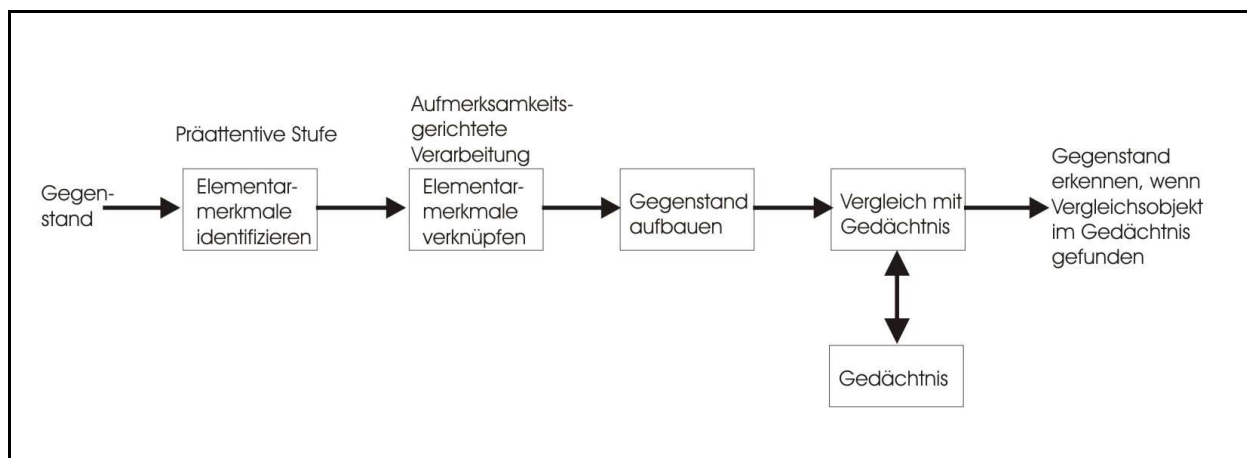 Gegen-
stand
Präattentive Stufe
Elementar-
merkmale
identifizieren
Aufmerksamkeits-
gerichtete
Verarbeitung
Elementar-
merkmale
verknüpfen
Gegenstand
aufbauen
Vergleich mit
Gedächtnis
Gedächtnis
Gegenstand
erkennen, wenn
Vergleichsobjekt
im Gedächtnis
gefunden